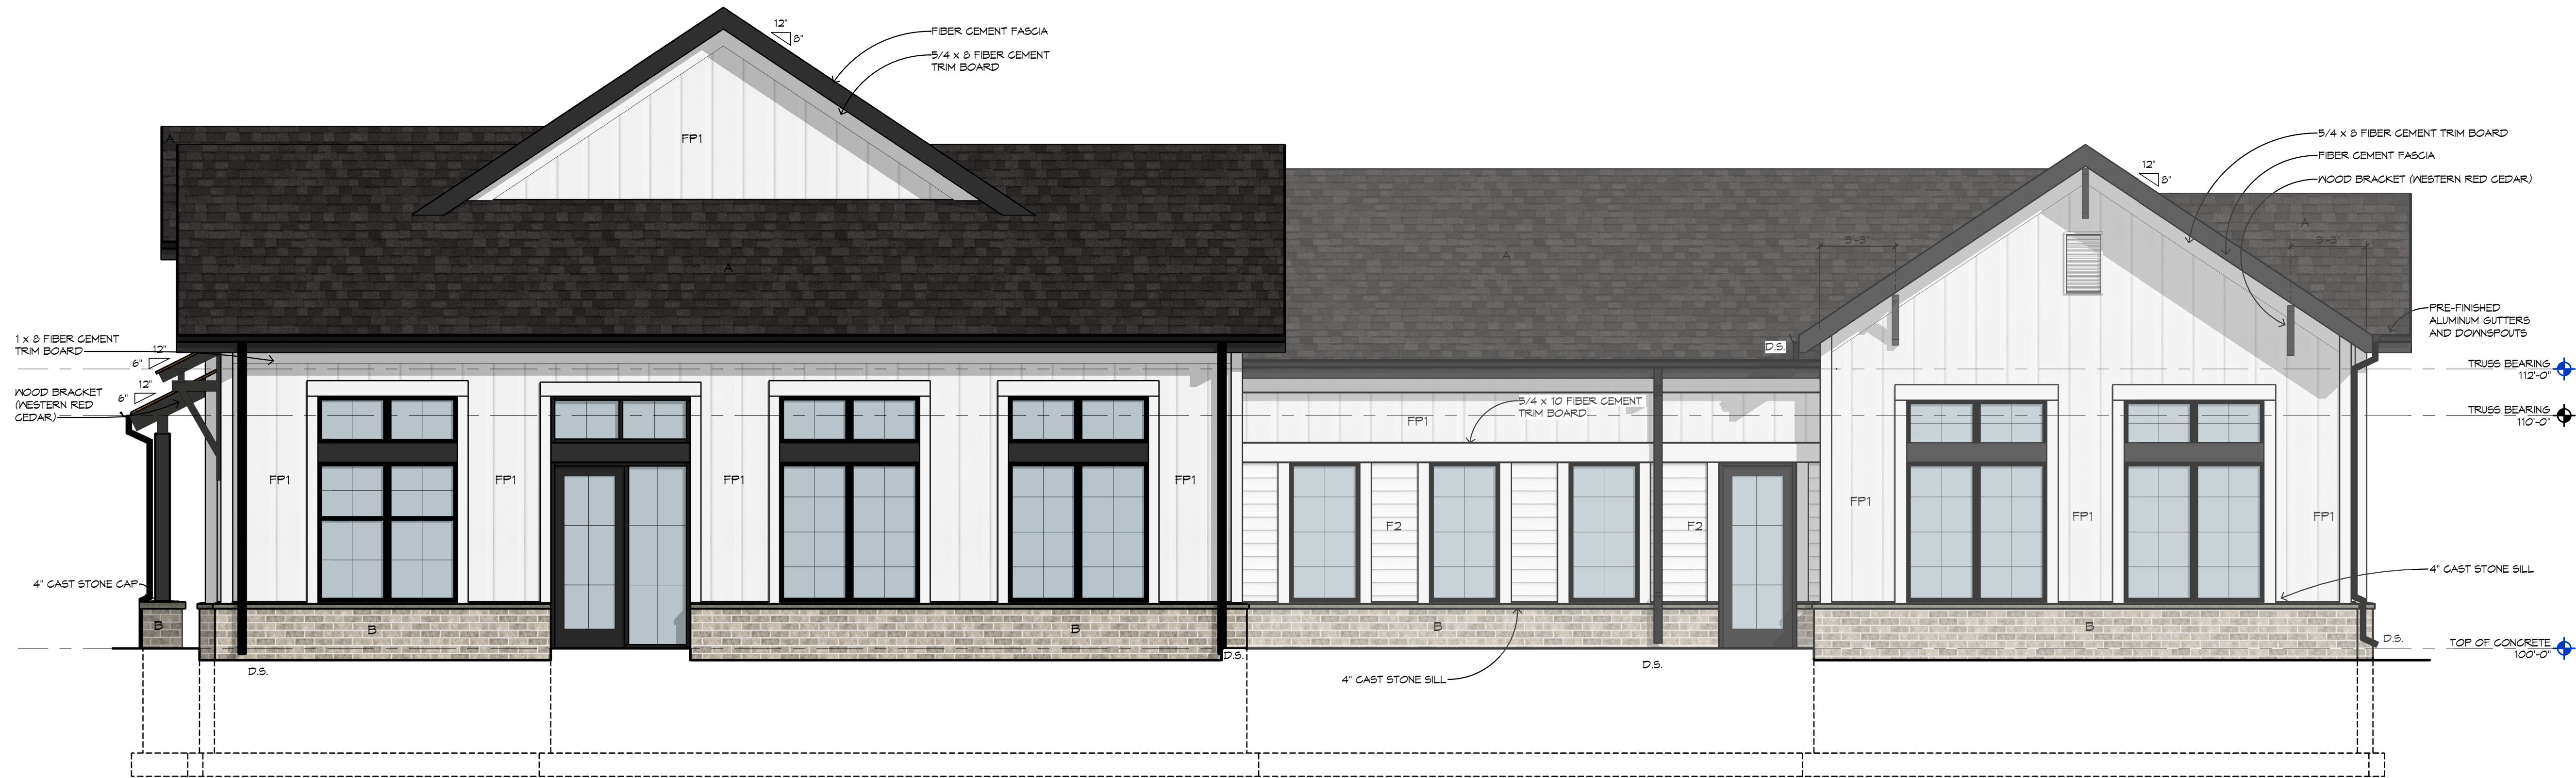 12"
8"
FIBER CEMENT FASCIA
5/4 x 8 FIBER CEMENT
TRIM BOARD
FP1
A
A
1 x 8 FIBER CEMENT
TRIM BOARD
12"
6"
12"
6"
WOOD BRACKET
(WESTERN RED
CEDAR)
FP1
FP1
FP1
FP1
4" CAST STONE CAP
B
B
B
D.S.
D.S.
A
5/4 x 10 FIBER CEMENT
TRIM BOARD
FP1
F2
F2
B
4" CAST STONE SILL
D.S.
D.S.
12"
8"
5/4 x 8 FIBER CEMENT TRIM BOARD
FIBER CEMENT FASCIA
WOOD BRACKET (WESTERN RED CEDAR)
A
3'-3"
3'-3"
PRE-FINISHED
ALUMINUM GUTTERS
AND DOWNSPOUTS
TRUSS BEARING
112'-0"
TRUSS BEARING
110'-0"
FP1
FP1
FP1
4" CAST STONE SILL
B
D.S.
TOP OF CONCRETE
100'-0"